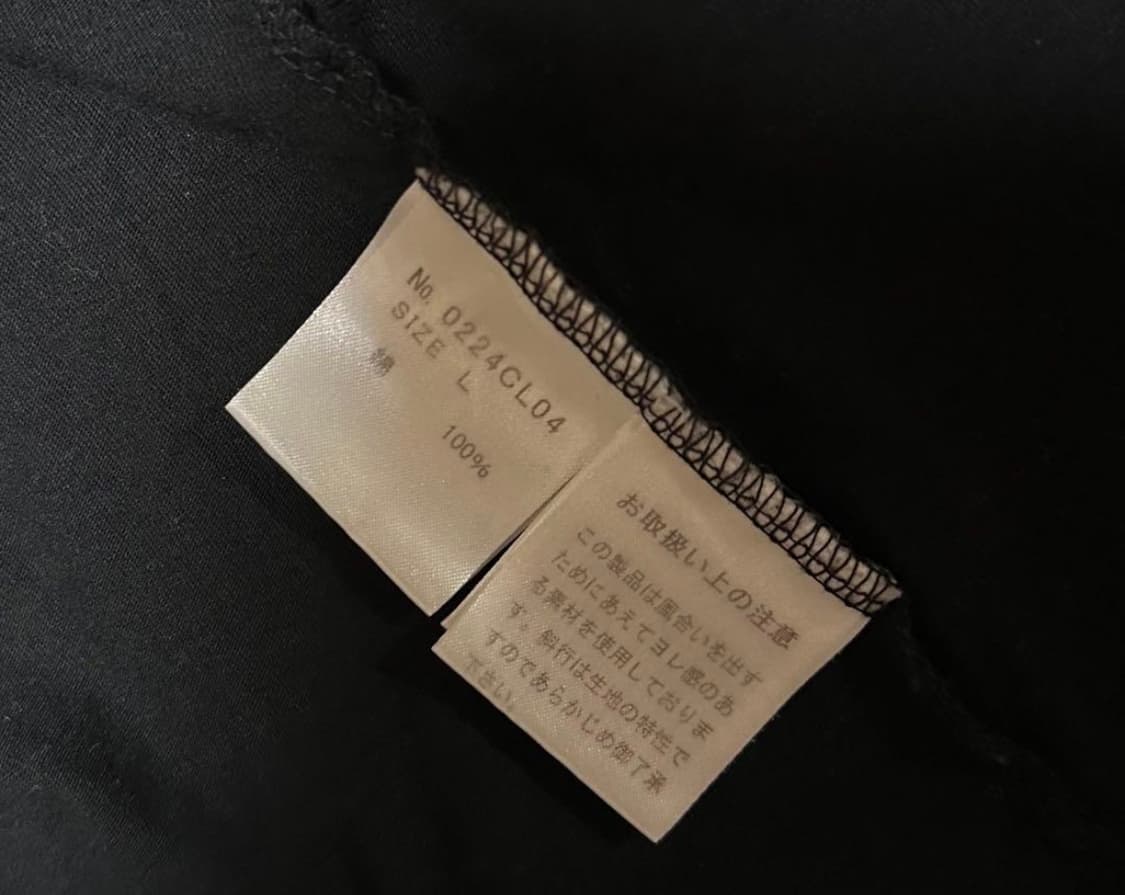 No. 0224CL04
SIZE L
綿 100%
お取扱い上の注意
この製品は風合いを出す
ためにあえてヨレ感のあ
る素材を使用しておりま
す。斜行は生地の特性で
すのであらかじめ御了承
下さい。